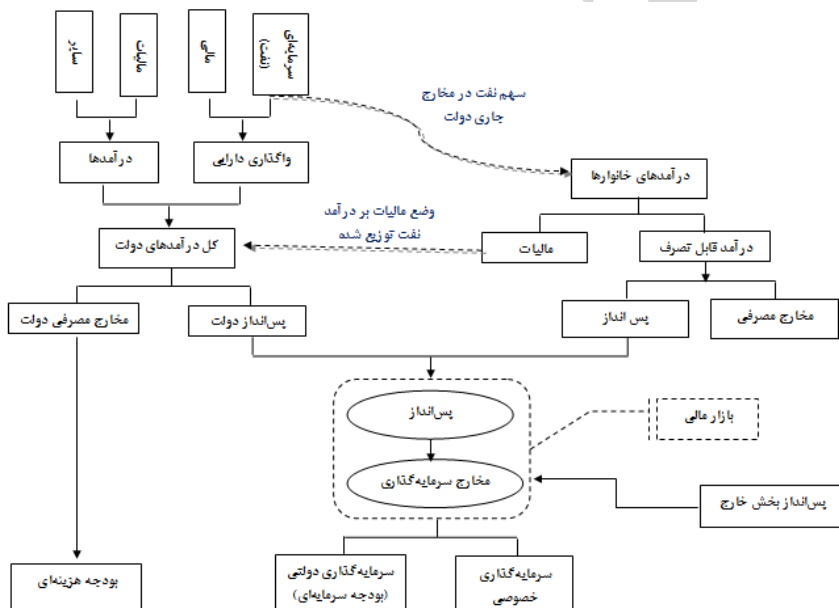 سرمایه‌ای
(نفت)
مالی
مالیات
سایر
سهم نفت در مخارج
جاری دولت
واگذاری دارایی
درآمدها
درآمدهای خانوارها
وضع مالیات بر درآمد
نفت توزیع شده
کل درآمدهای دولت
مالیات
درآمد قابل تصرف
مخارج مصرفی
پس انداز
پس‌انداز دولت
مخارج مصرفی دولت
پس‌انداز
بازار مالی
مخارج سرمایه‌گذاری
پس‌انداز بخش خارج
سرمایه‌گذاری
خصوصی
سرمایه‌گذاری دولتی
(بودجه سرمایه‌ای)
بودجه هزینه‌ای